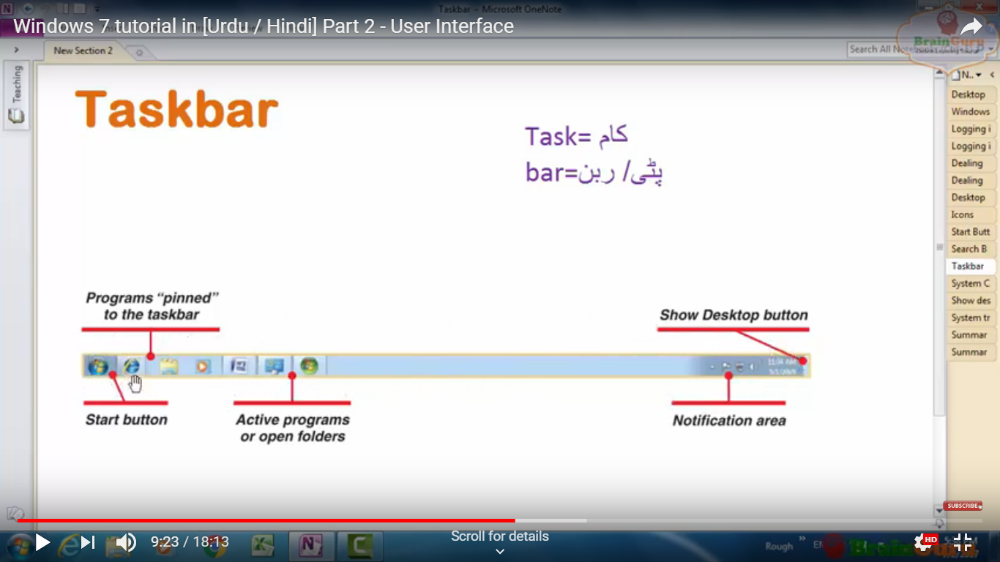 Taskbar - Microsoft OneNote
Windows 7 tutorial in [Urdu / Hindi] Part 2 - User Interface
New Section 2
Search All
Teaching
N..
Taskbar
Task= کام
bar=پٹی/ ربن
Desktop
Windows
Logging i
Logging i
Dealing
Dealing
Desktop
Icons
Start Butt
Search B
Taskbar
System C
Show des
System tr
Summar
Summar
Programs “pinned”
to the taskbar
Show Desktop button
Start button
Active programs
or open folders
Notification area
SUBSCRIBE
9:23 / 18:13
Scroll for details
HD
Rough
BrainGuru